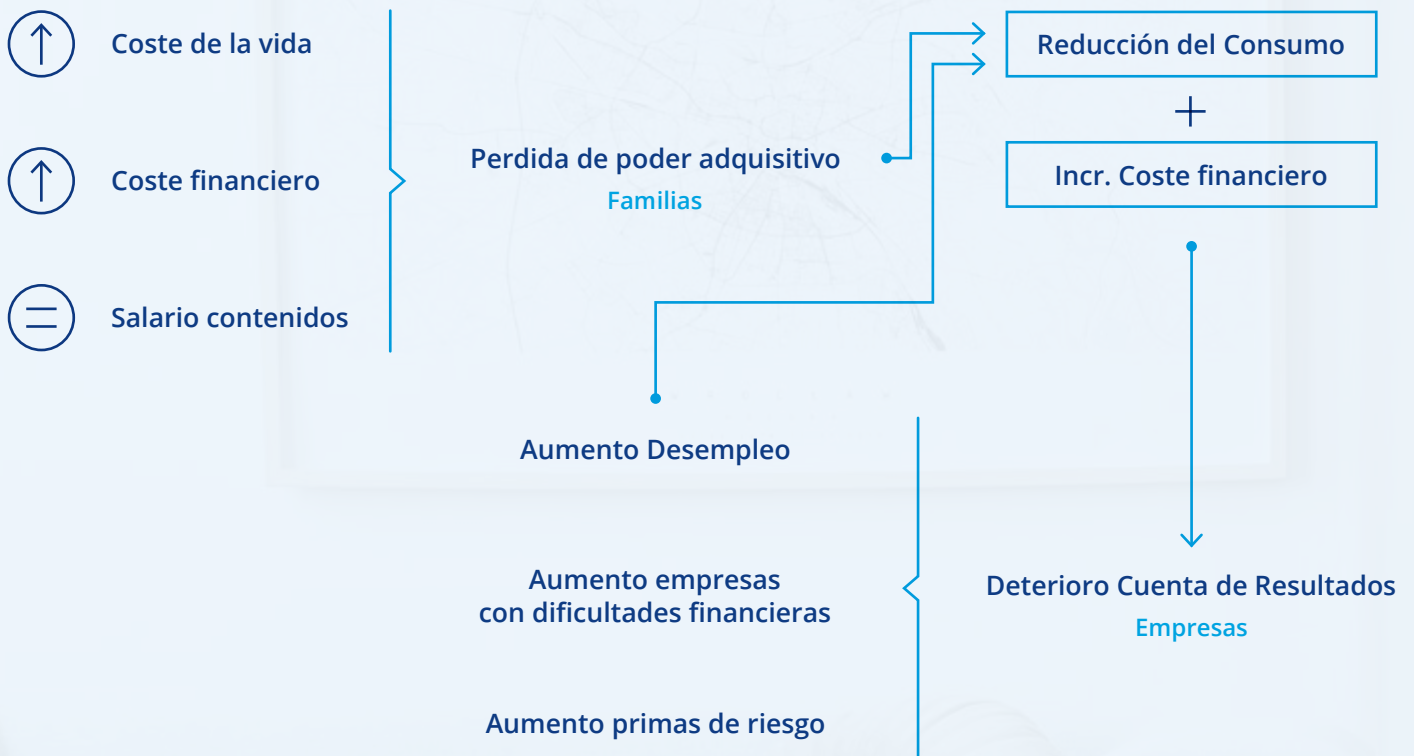 Coste de la vida
Coste financiero
Salario contenidos
Perdida de poder adquisitivo
Familias
Reducción del Consumo
+
Incr. Coste financiero
Aumento Desempleo
Aumento empresas
con dificultades financieras
Aumento primas de riesgo
Deterioro Cuenta de Resultados
Empresas